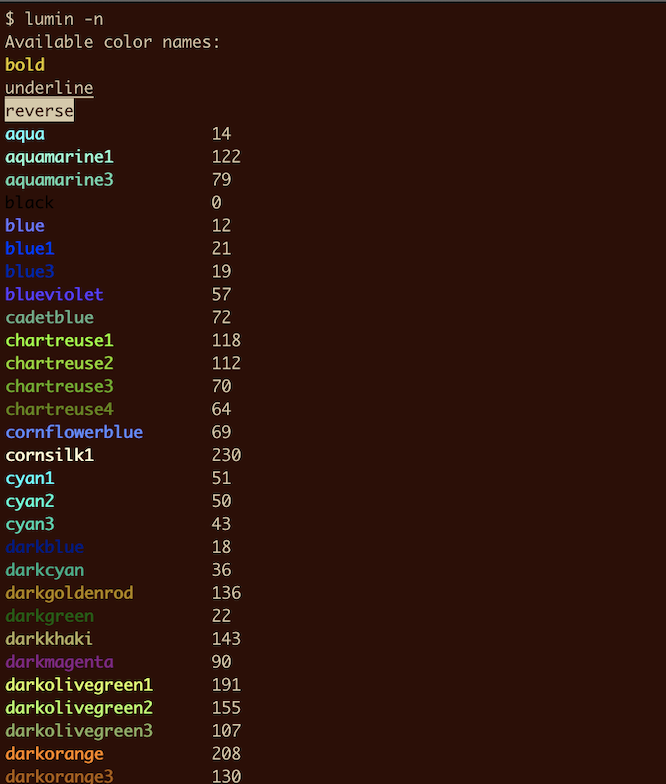 $ lumin -n
Available color names:
bold
underline
reverse
aqua 14
aquamarine1 122
aquamarine3 79
black 0
blue 12
blue1 21
blue3 19
blueviolet 57
cadetblue 72
chartreuse1 118
chartreuse2 112
chartreuse3 70
chartreuse4 64
cornflowerblue 69
cornsilk1 230
cyan1 51
cyan2 50
cyan3 43
darkblue 18
darkcyan 36
darkgoldenrod 136
darkgreen 22
darkkhaki 143
darkmagenta 90
darkolivegreen1 191
darkolivegreen2 155
darkolivegreen3 107
darkorange 208
darkorange3 130